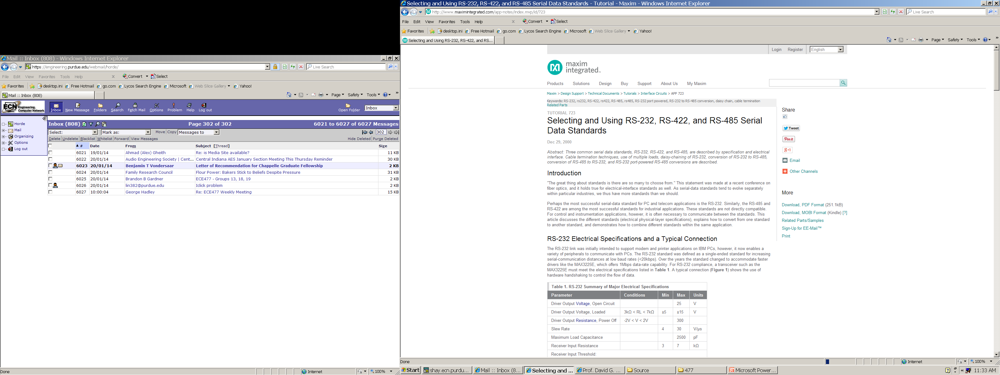 Mail :: Inbox (808) - Windows Internet Explorer
https://engineering.purdue.edu/webmail/horde/
Live Search
File Edit View Favorites Tools Help x Convert Select
Favorites desktop.ini Free Hotmail go.com Lycos Search Engine Microsoft Web Slice Gallery Yahoo!
Mail :: Inbox (808)
Page Safety Tools »
ECN Engineering Computer Network
Inbox New Message Folders Search Fetch Mail Options Problem Help Log out Open Folder Inbox
Horde
Mail
Organizing
Options
Log out
Inbox (808) Page 302 of 302 6021 to 6027 of 6027 Messages
Select: Mark as: Move Copy Messages to 302
Delete Undelete Blacklist Whitelist Forward View Messages Hide Deleted Purge Deleted
# Date From Subject [Thread] Size
6021 19/01/14 Ahmad (Alex) Gheith Re: is Media Site available? 11 KB
6022 20/01/14 Audio Engineering Society | Cent... Central Indiana AES January Section Meeting This Thursday Reminder 30 KB
6023 20/01/14 Benjamin T Vondersaar Letter of Recommendation for Chappelle Graduate Fellowship 2 KB
6024 20/01/14 Family Research Council Flour Power: Bakers Stick to Beliefs Despite Pressure 31 KB
6025 20/01/14 Brandon B Gardner ECE477 - Groups 13, 18, 19 2 KB
6026 20/01/14 lin382@purdue.edu Iclick problem 2 KB
6027 10:00:04 George Hadley Re: ECE477 Weekly Meeting 15 KB
Done Internet 100%
Selecting and Using RS-232, RS-422, and RS-485 Serial Data Standards - Tutorial - Maxim - Windows Internet Explorer
http://www.maximintegrated.com/app-notes/index.mvp/id/723
Live Search
File Edit View Favorites Tools Help x Convert Select
Favorites desktop.ini Free Hotmail go.com Lycos Search Engine Microsoft Web Slice Gallery Yahoo!
Selecting and Using RS-232, RS-422, and RS...
Page Safety Tools »
Login Register English
maxim integrated™
Products Solutions Design Buy Support About Us My Maxim
Maxim > Design Support > Technical Documents > Tutorials > Interface Circuits > APP 723
Keywords: RS-232, rs232, RS-422, rs422, RS-485, rs485, RS-232 port powered, RS-232 to RS-485 conversion, daisy chain, cable termination
Related Parts
TUTORIAL 723
Selecting and Using RS-232, RS-422, and RS-485 Serial
Data Standards
Dec 29, 2000
Abstract: Three common serial data standards, RS-232, RS-422, and RS-485, are described by specification and electrical
interface. Cable termination techniques, use of multiple loads, daisy-chaining of RS-232, conversion of RS-232 to RS-485,
conversion of RS-485 to RS-232, and RS-232 port-powered RS-485 conversions are described.
Introduction
"The great thing about standards is there are so many to choose from." This statement was made at a recent conference on
fiber optics, and it holds true for electrical-interface standards as well. As serial-data standards tend to evolve separately
within particular industries, we thus have more standards than we should.
Perhaps the most successful serial-data standard for PC and telecom applications is the RS-232. Similarly, the RS-485 and
RS-422 are among the most successful standards for industrial applications. These standards are not directly compatible.
For control and instrumentation applications, however, it is often necessary to communicate between the standards. This
article discusses the different standards (electrical physical-layer specifications), explains how to convert from one standard
to another standard, and demonstrates how to combine different standards within the same application.
RS-232 Electrical Specifications and a Typical Connection
The RS-232 link was initially intended to support modem and printer applications on IBM PCs, however, it now enables a
variety of peripherals to communicate with PCs. The RS-232 standard was defined as a single-ended standard for increasing
serial-communication distances at low baud rates (<20kbps). Over the years the standard changed to accommodate faster
drivers like the MAX3225E, which offers 1Mbps data-rate capability. For RS-232 compliance, a transceiver such as the
MAX3225E must meet the electrical specifications listed in Table 1. A typical connection (Figure 1) shows the use of
hardware handshaking to control the flow of data.
Table 1. RS-232 Summary of Major Electrical Specifications
Parameter Conditions Min Max Units
Driver Output Voltage, Open Circuit 25 V
Driver Output Voltage, Loaded 3kΩ < RL < 7kΩ ±5 ±15 V
Driver Output Resistance, Power Off -2V < V < 2V 300
Slew Rate 4 30 V/µs
Maximum Load Capacitance 2500 pF
Receiver Input Resistance 3 7 kΩ
Receiver Input Threshold:
Share
Tweet
Pin it
g+1
Email
Other Channels
More
Download, PDF Format (251.1kB)
Download, MOBI Format (Kindle) [?]
Related Parts/Samples
Sign-Up for EE-Mail™
Print
Done Internet 100%
Start shay.ecn.purdu... Mail :: Inbox (8... Selecting and ... Prof. David G. ... Source 477 Microsoft Power... « 11:33 AM